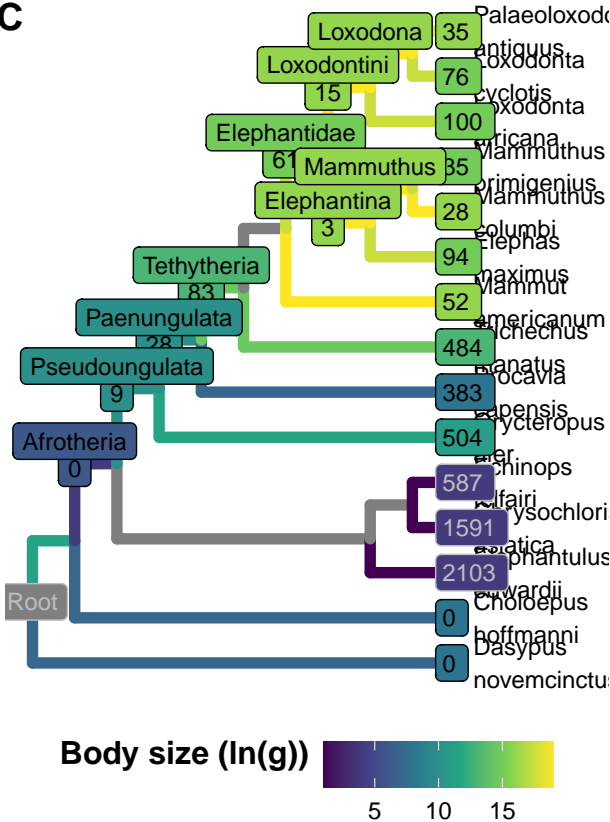 C
Loxodona
35
Palaeoloxodo
antiquus
Loxodontini
76
Loxodonta
cyclotis
15
100
Loxodonta
africana
Elephantidae
61
Mammuthus
35
Mammuthus
primigenius
Elephantina
28
Mammuthus
columbi
3
94
Elephas
maximus
Tethytheria
83
52
Mammut
americanum
Paenungulata
28
484
Trichechus
manatus
Pseudoungulata
9
383
Procavia
capensis
Afrotheria
0
504
Orycteropus
afer
587
Echinops
telfairi
1591
Chrysochloris
asiatica
2103
Elephantulus
edwardii
Root
0
Choloepus
hoffmanni
0
Dasypus
novemcinctus
Body size (ln(g))
5 10 15